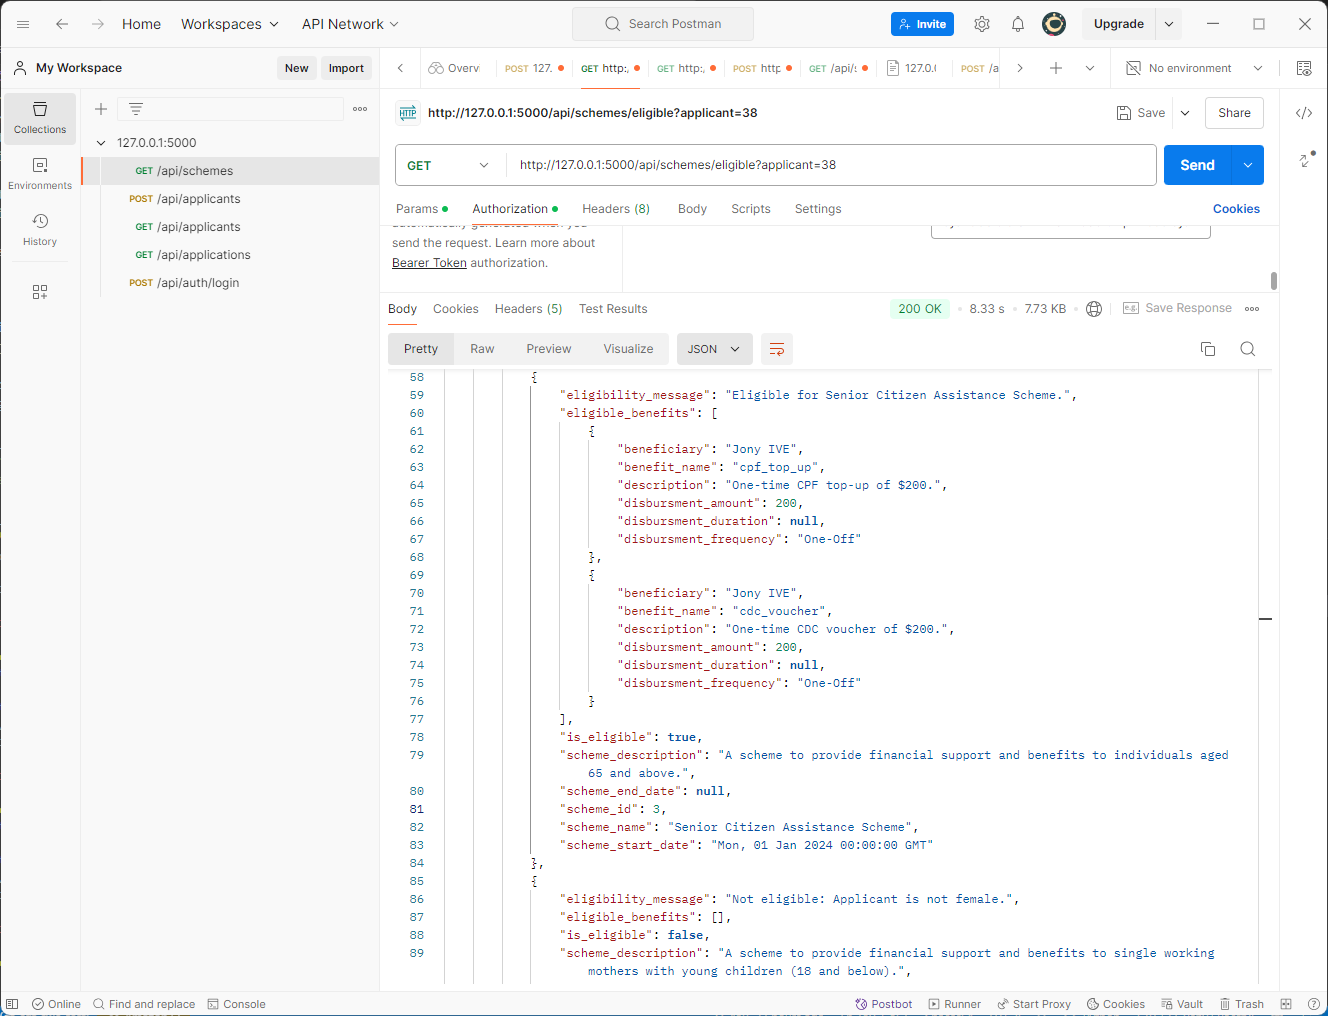 Home
Workspaces
API Network
Search Postman
Invite
Upgrade
My Workspace
New
Import
Overvi
POST 127.
GET http:
GET http:
POST http
GET /api/
127.0.
POST /a
No environment
Collections
Environments
History
127.0.0.1:5000
GET /api/schemes
POST /api/applicants
GET /api/applicants
GET /api/applications
POST /api/auth/login
HTTP http://127.0.0.1:5000/api/schemes/eligible?applicant=38
Save
Share
GET http://127.0.0.1:5000/api/schemes/eligible?applicant=38
Send
Params
Authorization
Headers (8)
Body
Scripts
Settings
Cookies
automatically generated when you
send the request. Learn more about
Bearer Token authorization.
Body
Cookies
Headers (5)
Test Results
200 OK
8.33 s
7.73 KB
Save Response
Pretty
Raw
Preview
Visualize
JSON
58 {
59 "eligibility_message": "Eligible for Senior Citizen Assistance Scheme.",
60 "eligible_benefits": [
61 {
62 "beneficiary": "Jony IVE",
63 "benefit_name": "cpf_top_up",
64 "description": "One-time CPF top-up of $200.",
65 "disbursment_amount": 200,
66 "disbursment_duration": null,
67 "disbursment_frequency": "One-Off"
68 },
69 {
70 "beneficiary": "Jony IVE",
71 "benefit_name": "cdc_voucher",
72 "description": "One-time CDC voucher of $200.",
73 "disbursment_amount": 200,
74 "disbursment_duration": null,
75 "disbursment_frequency": "One-Off"
76 }
77 ],
78 "is_eligible": true,
79 "scheme_description": "A scheme to provide financial support and benefits to individuals aged
65 and above.",
80 "scheme_end_date": null,
81 "scheme_id": 3,
82 "scheme_name": "Senior Citizen Assistance Scheme",
83 "scheme_start_date": "Mon, 01 Jan 2024 00:00:00 GMT"
84 },
85 {
86 "eligibility_message": "Not eligible: Applicant is not female.",
87 "eligible_benefits": [],
88 "is_eligible": false,
89 "scheme_description": "A scheme to provide financial support and benefits to single working
mothers with young children (18 and below).",
Online
Find and replace
Console
Postbot
Runner
Start Proxy
Cookies
Vault
Trash